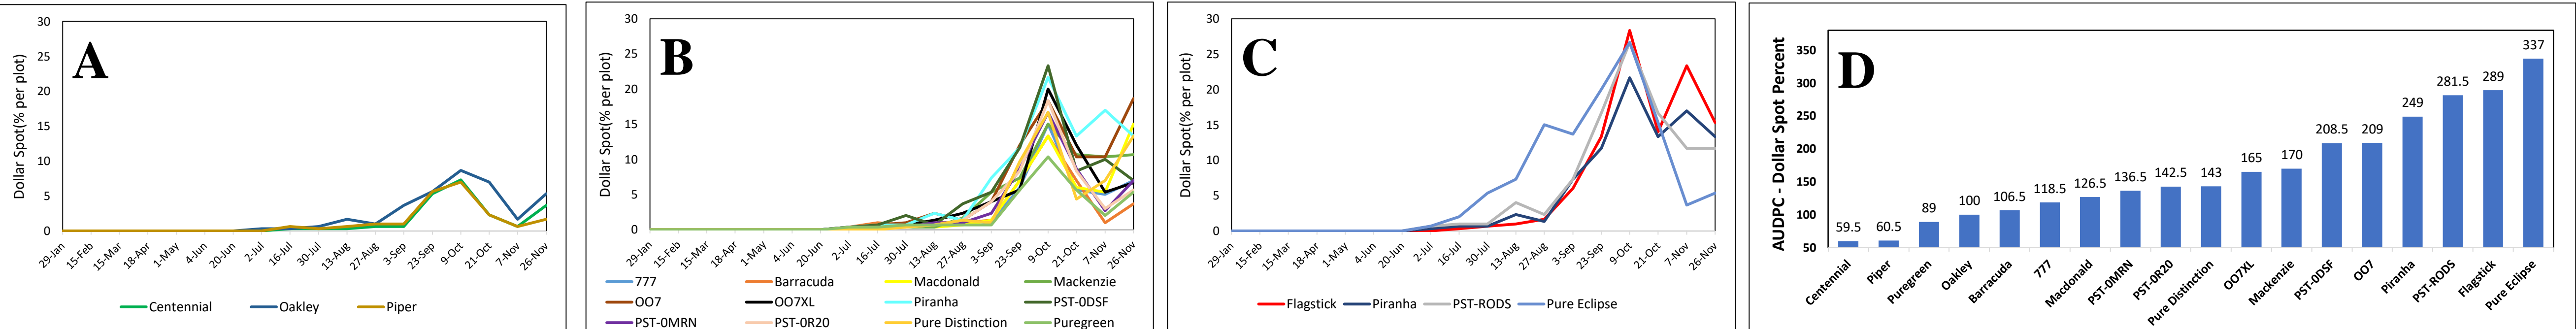 A
Dollar Spot(% per plot)
30
25
20
15
10
5
0
29-Jan
15-Feb
15-Mar
18-Apr
1-May
4-Jun
20-Jun
2-Jul
16-Jul
30-Jul
13-Aug
27-Aug
3-Sep
23-Sep
9-Oct
21-Oct
7-Nov
26-Nov
Centennial Oakley Piper
B
Dollar Spot(% per plot)
30
25
20
15
10
5
0
29-Jan
15-Feb
15-Mar
18-Apr
1-May
4-Jun
20-Jun
2-Jul
16-Jul
30-Jul
13-Aug
27-Aug
3-Sep
23-Sep
9-Oct
21-Oct
7-Nov
26-Nov
777 Barracuda Macdonald Mackenzie
OO7 OO7XL Piranha PST-0DSF
PST-0MRN PST-0R20 Pure Distinction Puregreen
C
Dollar Spot(% per plot)
30
25
20
15
10
5
0
29-Jan
15-Feb
15-Mar
18-Apr
1-May
4-Jun
20-Jun
2-Jul
16-Jul
30-Jul
13-Aug
27-Aug
3-Sep
23-Sep
9-Oct
21-Oct
7-Nov
26-Nov
Flagstick Piranha PST-RODS Pure Eclipse
D
AUDPC - Dollar Spot Percent
350
300
250
200
150
100
50
59.5
60.5
89
100
106.5
118.5
126.5
136.5
142.5
143
165
170
208.5
209
249
281.5
289
337
Centennial
Piper
Puregreen
Oakley
Barracuda
777
Macdonald
PST-0MRN
PST-0R20
Pure Distinction
OO7XL
Mackenzie
PST-0DSF
OO7
Piranha
PST-RODS
Flagstick
Pure Eclipse